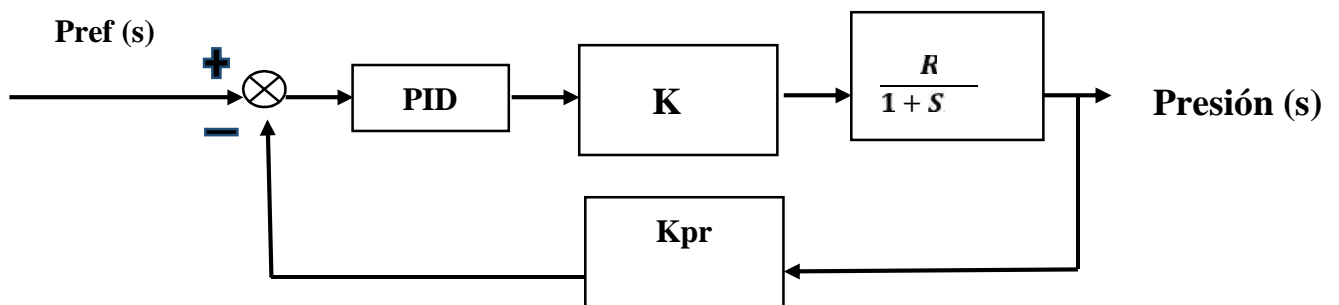 Pref (s)
+
−
PID
K
R
1 + S
Presión (s)
Kpr